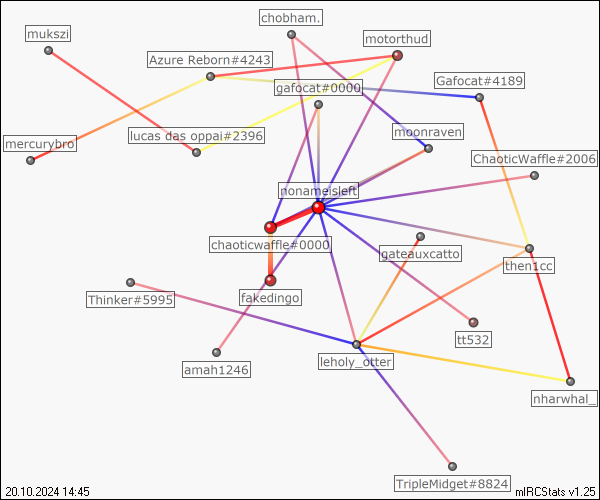 chobham.
mukszi
motorthud
Azure Reborn#4243
Gafocat#4189
gafocat#0000
moonraven
lucas das oppai#2396
mercurybro
ChaoticWaffle#2006
nonameisleft
chaoticwaffle#0000
gateauxcatto
then1cc
fakedingo
Thinker#5995
tt532
leholy_otter
amah1246
nharwhal_
TripleMidget#8824
20.10.2024 14:45
mIRCStats v1.25